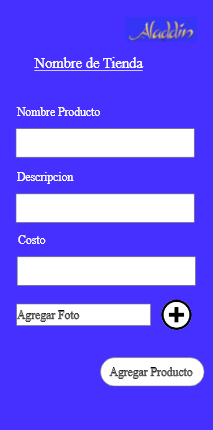 Aladdin
Nombre de Tienda
Nombre Producto
Descripcion
Costo
Agregar Foto
Agregar Producto